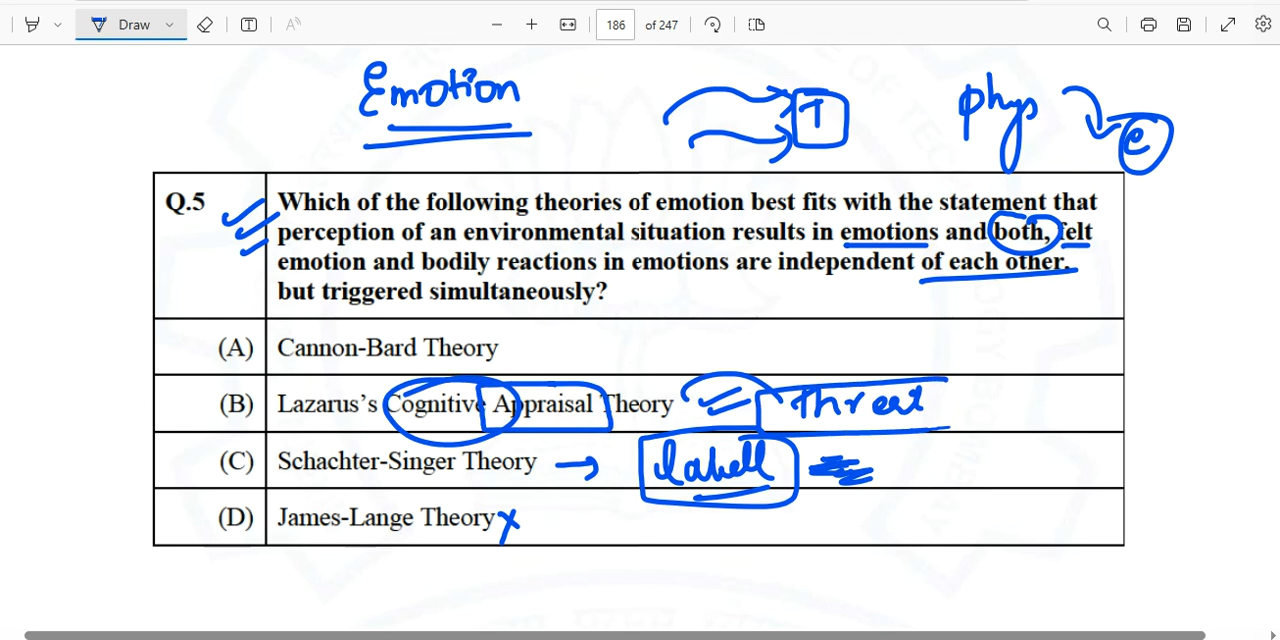 Draw
T
A
186 of 247
Emotion
T
phys
e
Q.5 Which of the following theories of emotion best fits with the statement that
perception of an environmental situation results in emotions and both, felt
emotion and bodily reactions in emotions are independent of each other,
but triggered simultaneously?
(A) Cannon-Bard Theory
(B) Lazarus's Cognitive Appraisal Theory
Threat
(C) Schachter-Singer Theory
labell
(D) James-Lange Theory x